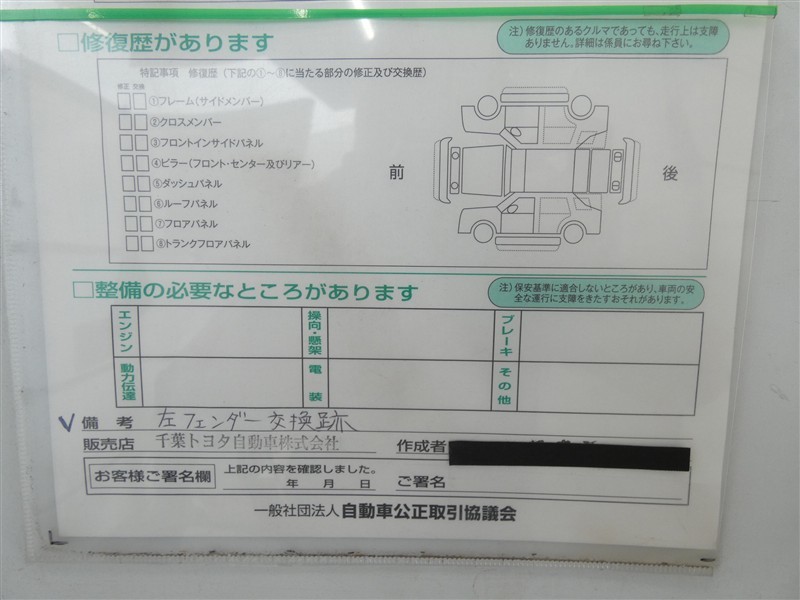 □修復歴があります
注）修復歴のあるクルマであっても、走行上は支障
ありません。詳細は係員にお尋ね下さい。
特記事項 修復歴（下記の①～⑧に当たる部分の修正及び交換歴）
修正 交換
①フレーム（サイドメンバー）
②クロスメンバー
③フロントインサイドパネル
④ピラー（フロント・センター及びリアー）
⑤ダッシュパネル
⑥ルーフパネル
⑦フロアパネル
⑧トランクフロアパネル
前
後
□整備の必要なところがあります
注）保安基準に適合しないところがあり、車両の安
全な運行に支障をきたすおそれがあります。
エンジン
操向・懸架
ブレーキ
動力伝達
電装
その他
✓備考 左フェンダー交換跡
販売店 千葉トヨタ自動車株式会社 作成者
お客様ご署名欄
上記の内容を確認しました。
年 月 日 ご署名
一般社団法人 自動車公正取引協議会